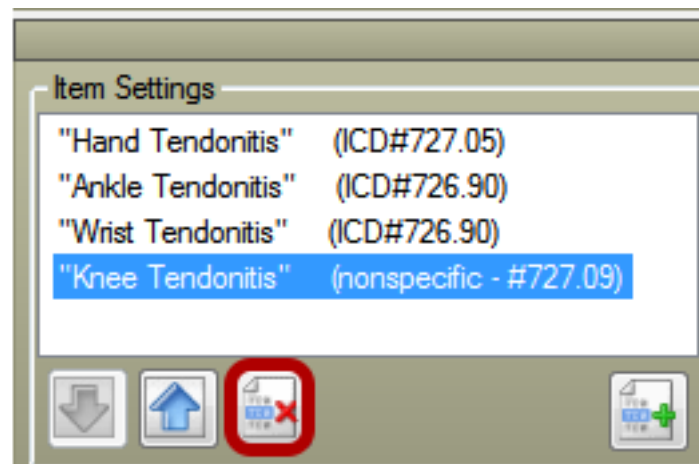 Item Settings
"Hand Tendonitis" (ICD#727.05)
"Ankle Tendonitis" (ICD#726.90)
"Wrist Tendonitis" (ICD#726.90)
"Knee Tendonitis" (nonspecific - #727.09)